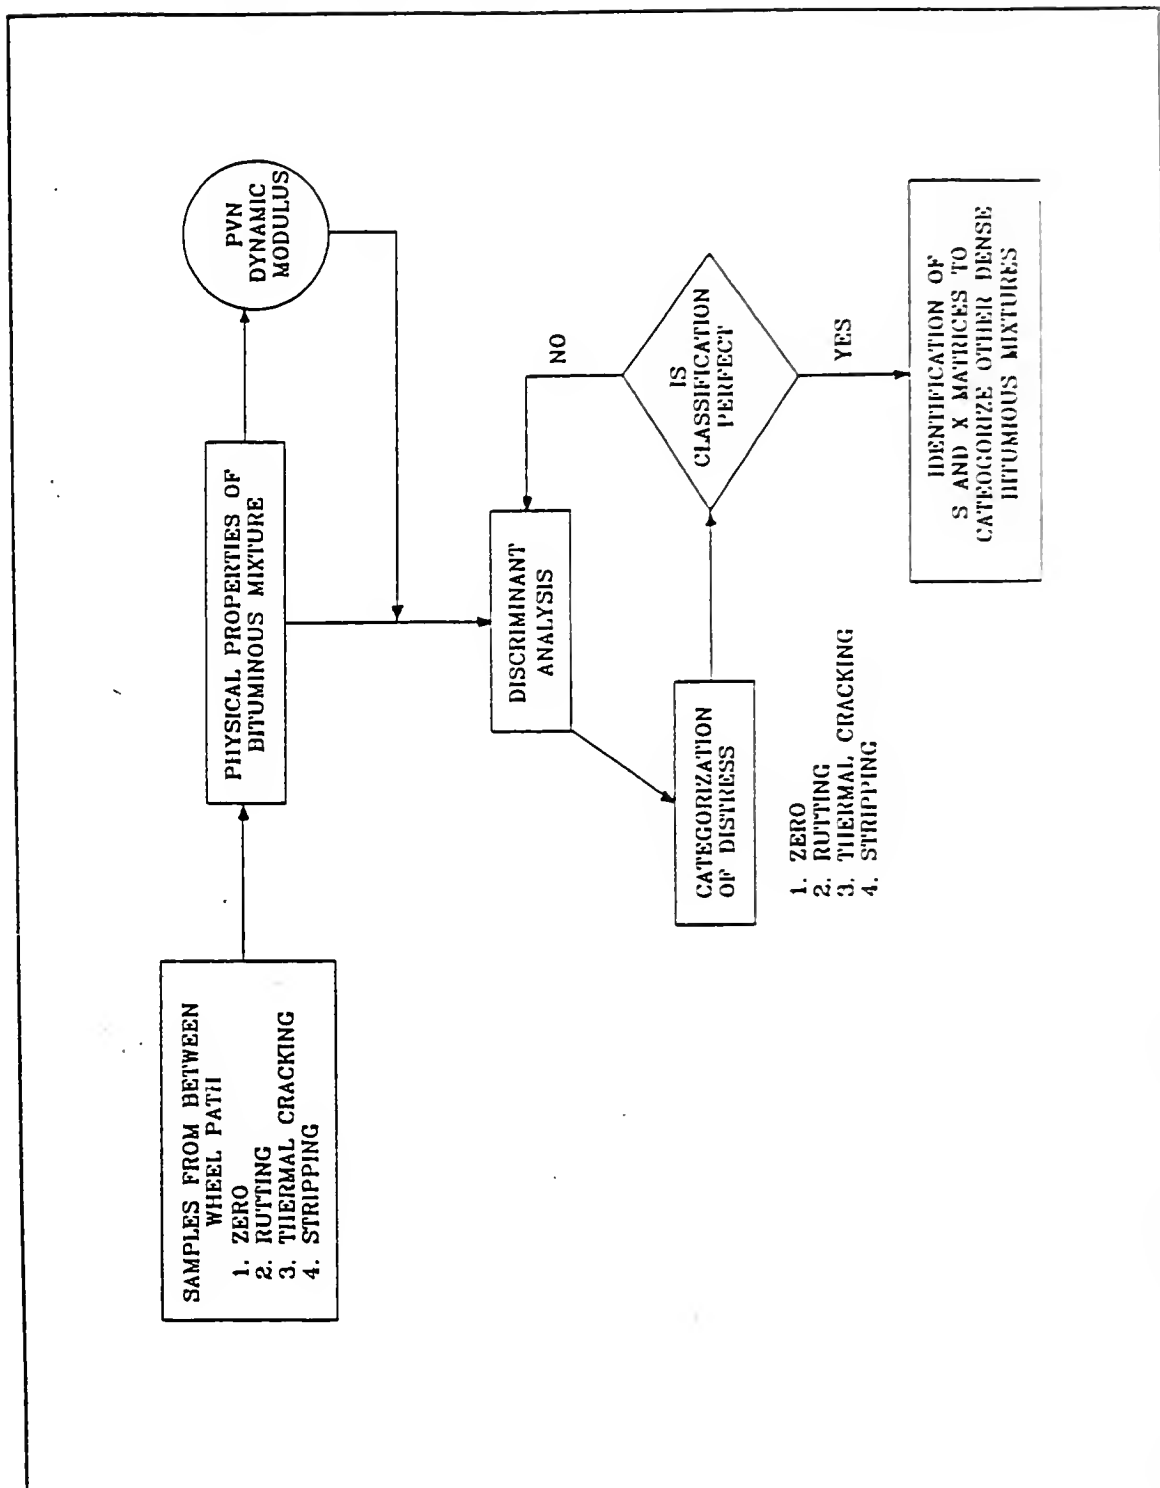 SAMPLES FROM BETWEEN
WHEEL PATH
1. ZERO
2. RUTTING
3. THERMAL CRACKING
4. STRIPPING
PHYSICAL PROPERTIES OF
BITUMINOUS MIXTURE
PVN
DYNAMIC
MODULUS
DISCRIMINANT
ANALYSIS
CATEGORIZATION
OF DISTRESS
1. ZERO
2. RUTTING
3. THERMAL CRACKING
4. STRIPPING
IS
CLASSIFICATION
PERFECT
NO
YES
IDENTIFICATION OF
S AND X MATRICES TO
CATEOGORIZE OTHER DENSE
BITUMIOUS MIXTURES